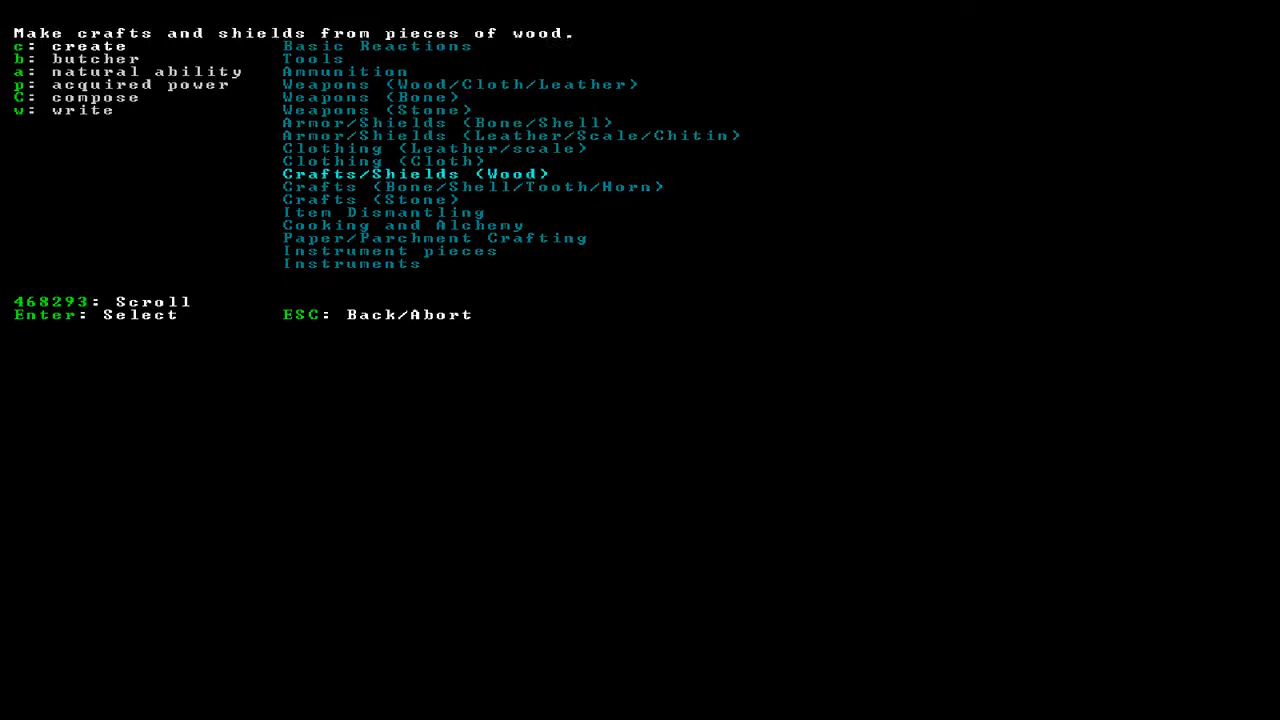 Make crafts and shields from pieces of wood.
c: create Basic Reactions
b: butcher Tools
a: natural ability Ammunition
p: acquired power Weapons (Wood/Cloth/Leather)
C: compose Weapons (Bone)
w: write Weapons (Stone)
Armor/Shields (Bone/Shell)
Armor/Shields (Leather/Scale/Chitin)
Clothing (Leather/scale)
Clothing (Cloth)
Crafts/Shields (Wood)
Crafts (Bone/Shell/Tooth/Horn)
Crafts (Stone)
Item Dismantling
Cooking and Alchemy
Paper/Parchment Crafting
Instrument pieces
Instruments
468293: Scroll
Enter: Select ESC: Back/Abort